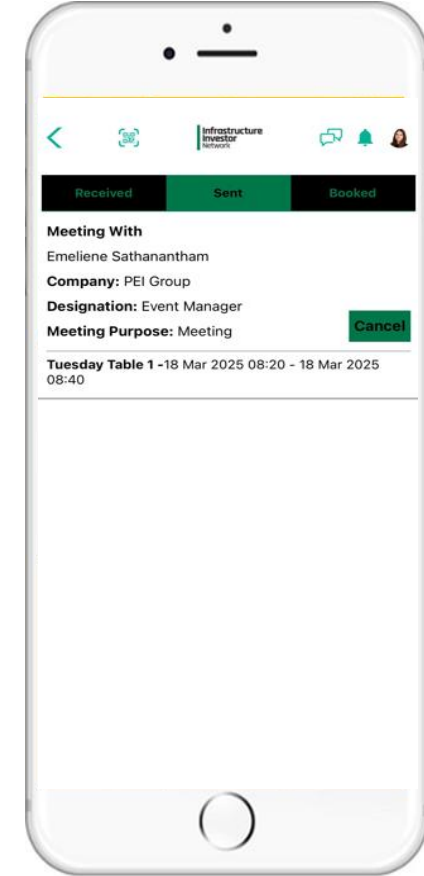 Infrastructure
Investor
Network
Received Sent Booked
Meeting With
Emeliene Sathanantham
Company: PEI Group
Designation: Event Manager
Meeting Purpose: Meeting
Cancel
Tuesday Table 1 -18 Mar 2025 08:20 - 18 Mar 2025
08:40